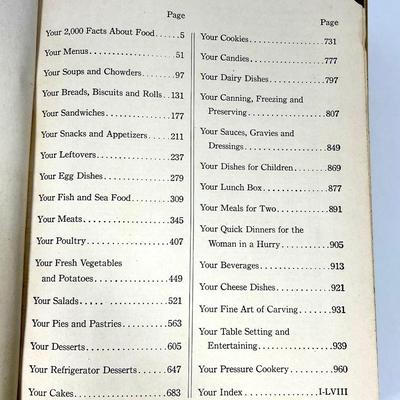 Page
Your 2,000 Facts About Food.....5
Your Menus....................51
Your Soups and Chowders........97
Your Breads, Biscuits and Rolls..131
Your Sandwiches...............177
Your Snacks and Appetizers.....211
Your Leftovers.................237
Your Egg Dishes...............279
Your Fish and Sea Food.........309
Your Meats....................345
Your Poultry...................407
Your Fresh Vegetables
and Potatoes................449
Your Salads..... ..............521
Your Pies and Pastries..........563
Your Desserts..................605
Your Refrigerator Desserts......647
Your Cakes....................683
Page
Your Cookies..................731
Your Candies..................777
Your Dairy Dishes..............797
Your Canning, Freezing and
Preserving...................807
Your Sauces, Gravies and
Dressings...................849
Your Dishes for Children........869
Your Lunch Box................877
Your Meals for Two.............891
Your Quick Dinners for the
Woman in a Hurry...........905
Your Beverages................913
Your Cheese Dishes............921
Your Fine Art of Carving........931
Your Table Setting and
Entertaining.................939
Your Pressure Cookery.........960
Your Index.................I-LVIII